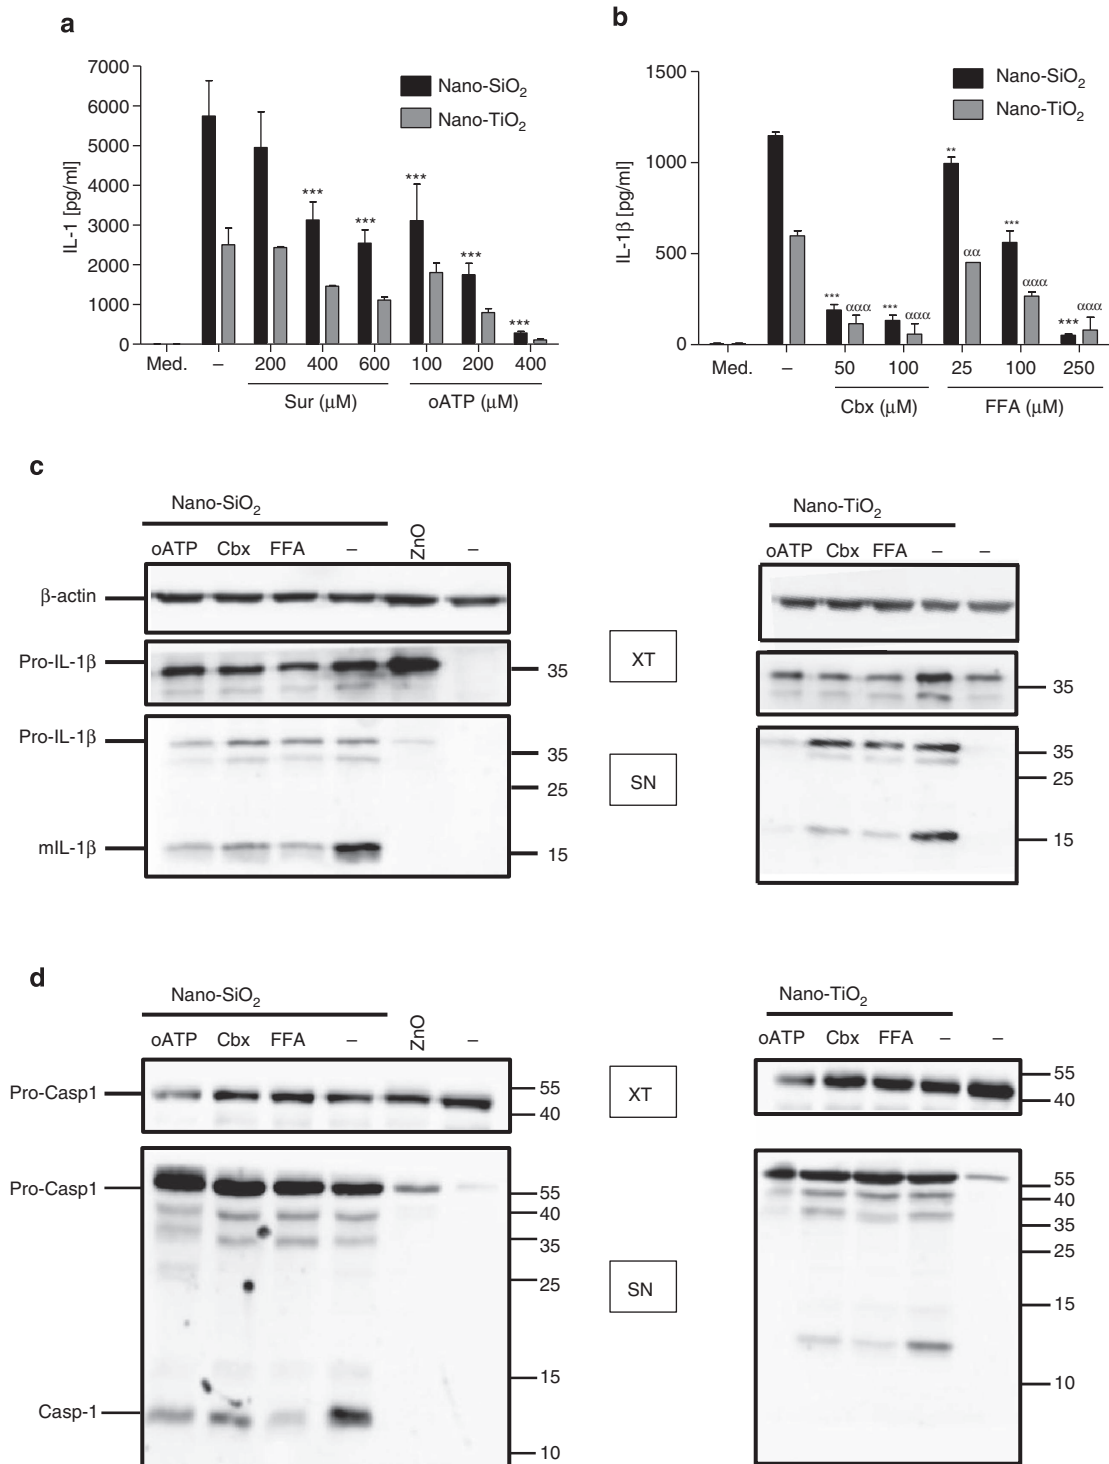 a
7000
6000
5000
4000
3000
2000
1000
0
IL-1 [pg/ml]
Nano-SiO₂
Nano-TiO₂
***
***
***
***
***
Med.
–
200
400
600
100
200
400
Sur (μM)
oATP (μM)
b
1500
1000
500
0
IL-1β [pg/ml]
Nano-SiO₂
Nano-TiO₂
***
ααα
***
ααα
**
αα
***
ααα
***
ααα
Med.
–
50
100
25
100
250
Cbx (μM)
FFA (μM)
c
Nano-SiO₂
oATP Cbx FFA – ZnO –
β-actin
Pro-IL-1β
35
Pro-IL-1β
35
25
mIL-1β
15
XT
SN
Nano-TiO₂
oATP Cbx FFA – –
35
35
25
15
d
Nano-SiO₂
oATP Cbx FFA – ZnO –
Pro-Casp1
55
40
Pro-Casp1
55
40
35
25
15
Casp-1
10
XT
SN
Nano-TiO₂
oATP Cbx FFA – –
55
40
55
40
35
25
15
10